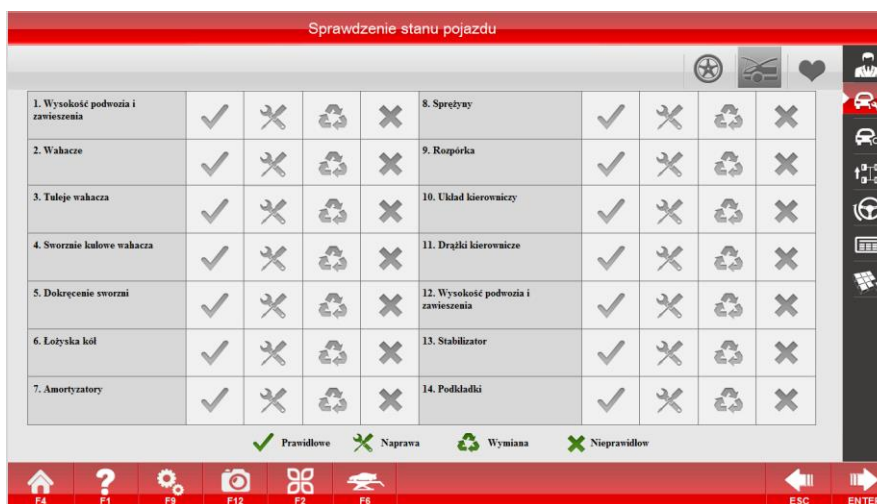 Sprawdzenie stanu pojazdu
1. Wysokość podwozia i
zawieszenia
8. Sprężyny
2. Wahacze
9. Rozpórka
3. Tuleje wahacza
10. Układ kierowniczy
4. Sworznie kulowe wahacza
11. Drążki kierownicze
5. Dokręcenie sworzni
12. Wysokość podwozia i
zawieszenia
6. Łożyska kół
13. Stabilizator
7. Amortyzatory
14. Podkładki
Prawidłowe Naprawa Wymiana Nieprawidłow
F4 F1 F9 F12 F2 F6 ESC ENTER